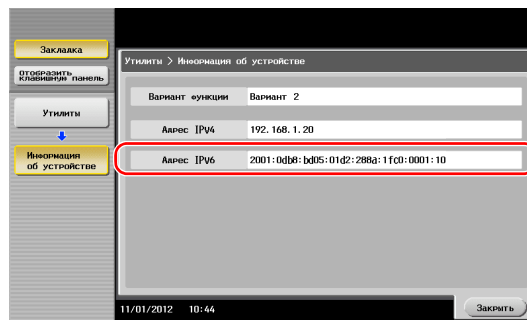 Закладка
Утилиты > Информация об устройстве
Отобразить
клавишную панель
Вариант функции Вариант 2
Утилиты
Адрес IPv4 192.168.1.20
Информация
об устройстве
Адрес IPv6 2001:0db8:bd05:01d2:288a:1fc0:0001:10
11/01/2012 10:44
Закрыть